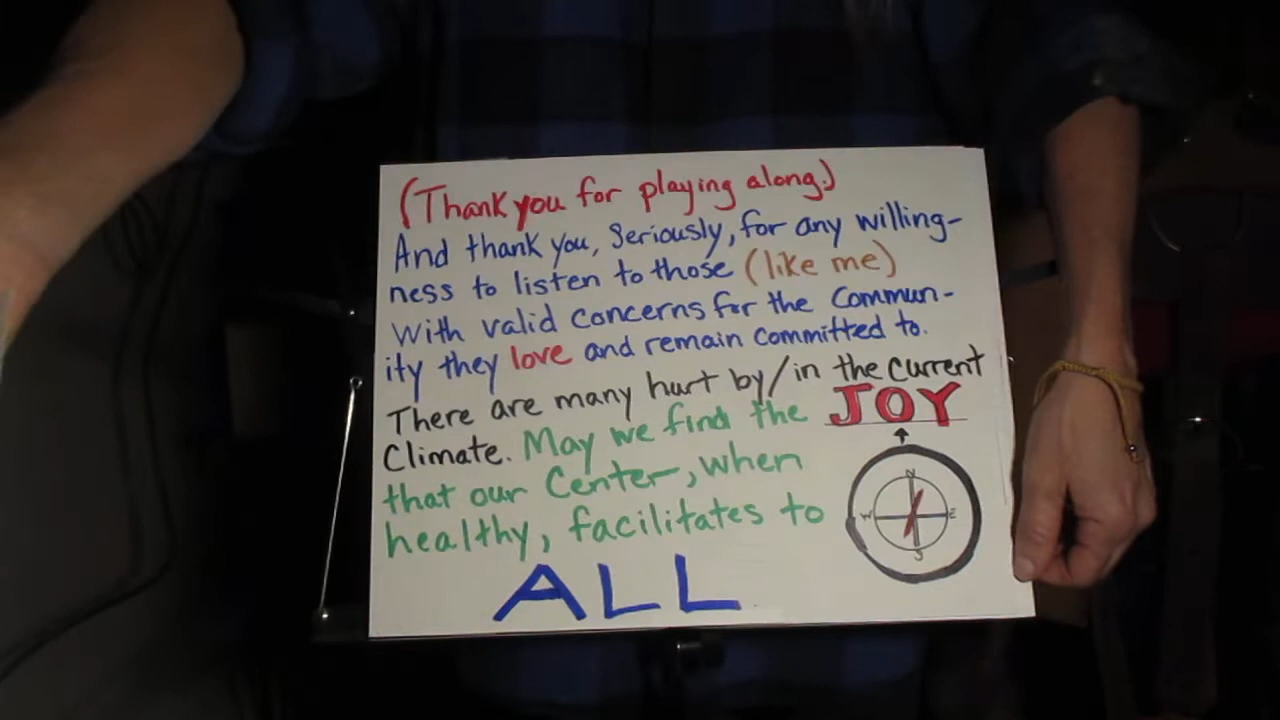 (Thank you for playing along.)
And thank you, Seriously, for any willing-
ness to listen to those (like me)
With valid concerns for the Commun-
ity they love and remain committed to.
There are many hurt by/in the current
Climate. May we find the JOY
that our Center, when
healthy, facilitates to
ALL
N
W E
S